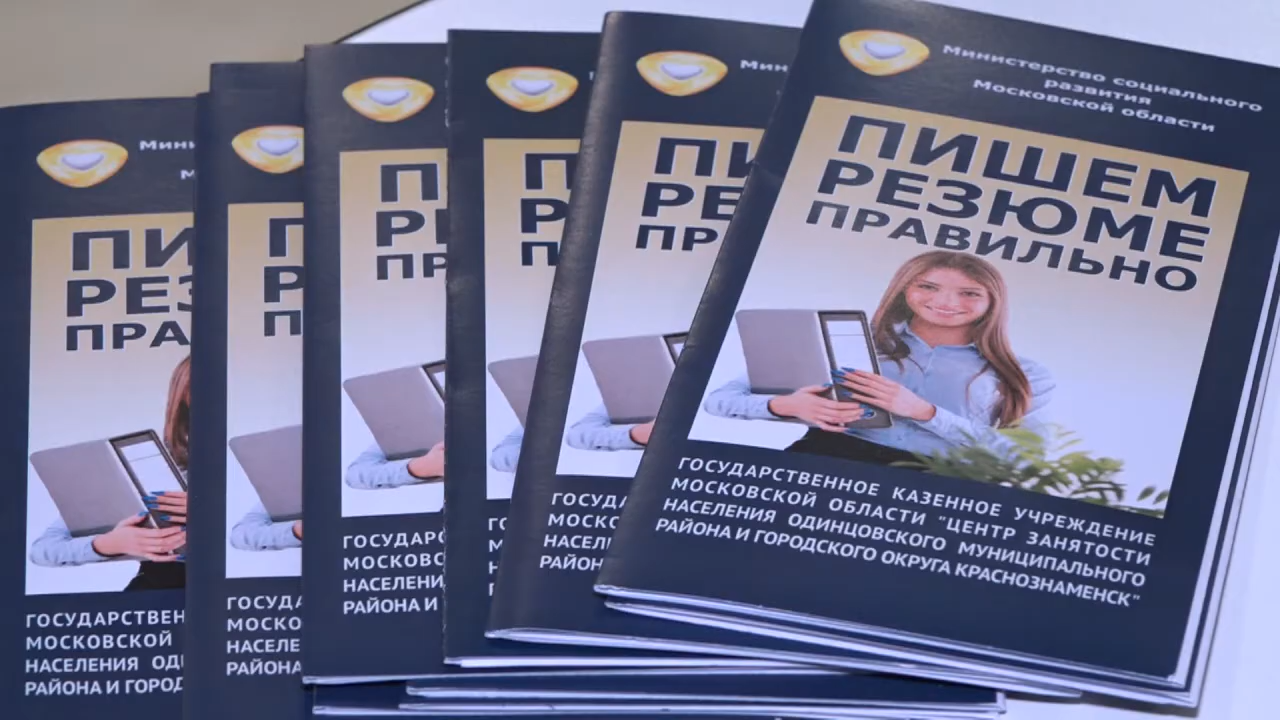 Министерство социального
развития
Московской области
ПИШЕМ
РЕЗЮМЕ
ПРАВИЛЬНО
ГОСУДАРСТВЕННОЕ КАЗЕННОЕ УЧРЕЖДЕНИЕ
МОСКОВСКОЙ ОБЛАСТИ "ЦЕНТР ЗАНЯТОСТИ
НАСЕЛЕНИЯ ОДИНЦОВСКОГО МУНИЦИПАЛЬНОГО
РАЙОНА И ГОРОДСКОГО ОКРУГА КРАСНОЗНАМЕНСК"